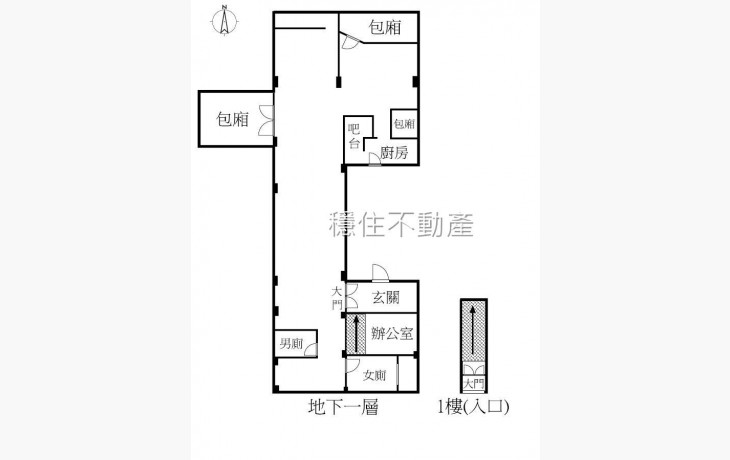 N
包廂
包廂
吧台
包廂
廚房
穩住不動產
大門
玄關
辦公室
男廁
女廁
大門
地下一層
1樓(入口)